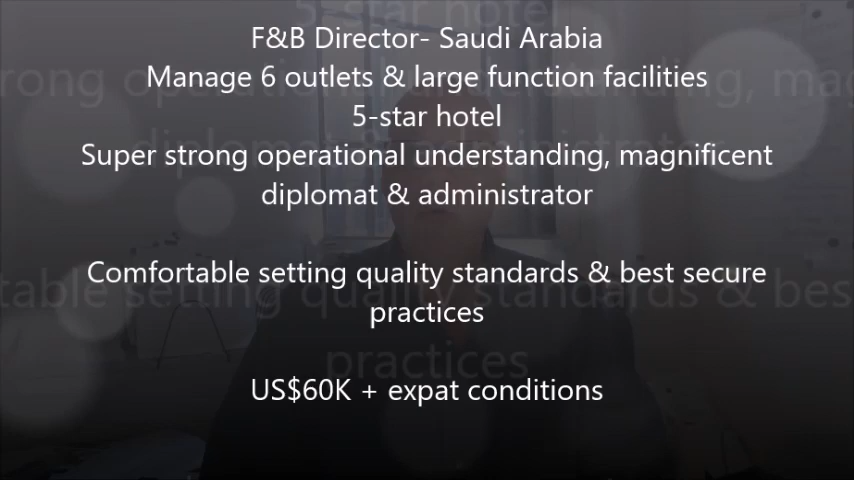 F&B Director- Saudi Arabia
Manage 6 outlets & large function facilities
5-star hotel
Super strong operational understanding, magnificent
diplomat & administrator
Comfortable setting quality standards & best secure
practices
US$60K + expat conditions